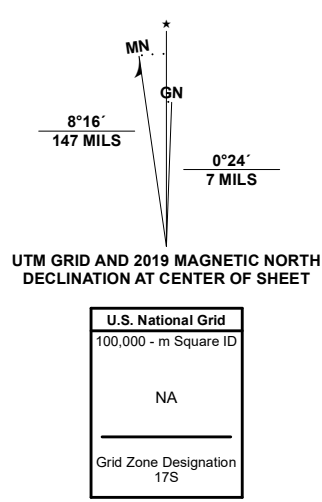 ★
MN
GN
8°16´
147 MILS
0°24´
7 MILS
UTM GRID AND 2019 MAGNETIC NORTH
DECLINATION AT CENTER OF SHEET
U.S. National Grid
100,000 - m Square ID
NA
Grid Zone Designation
17S